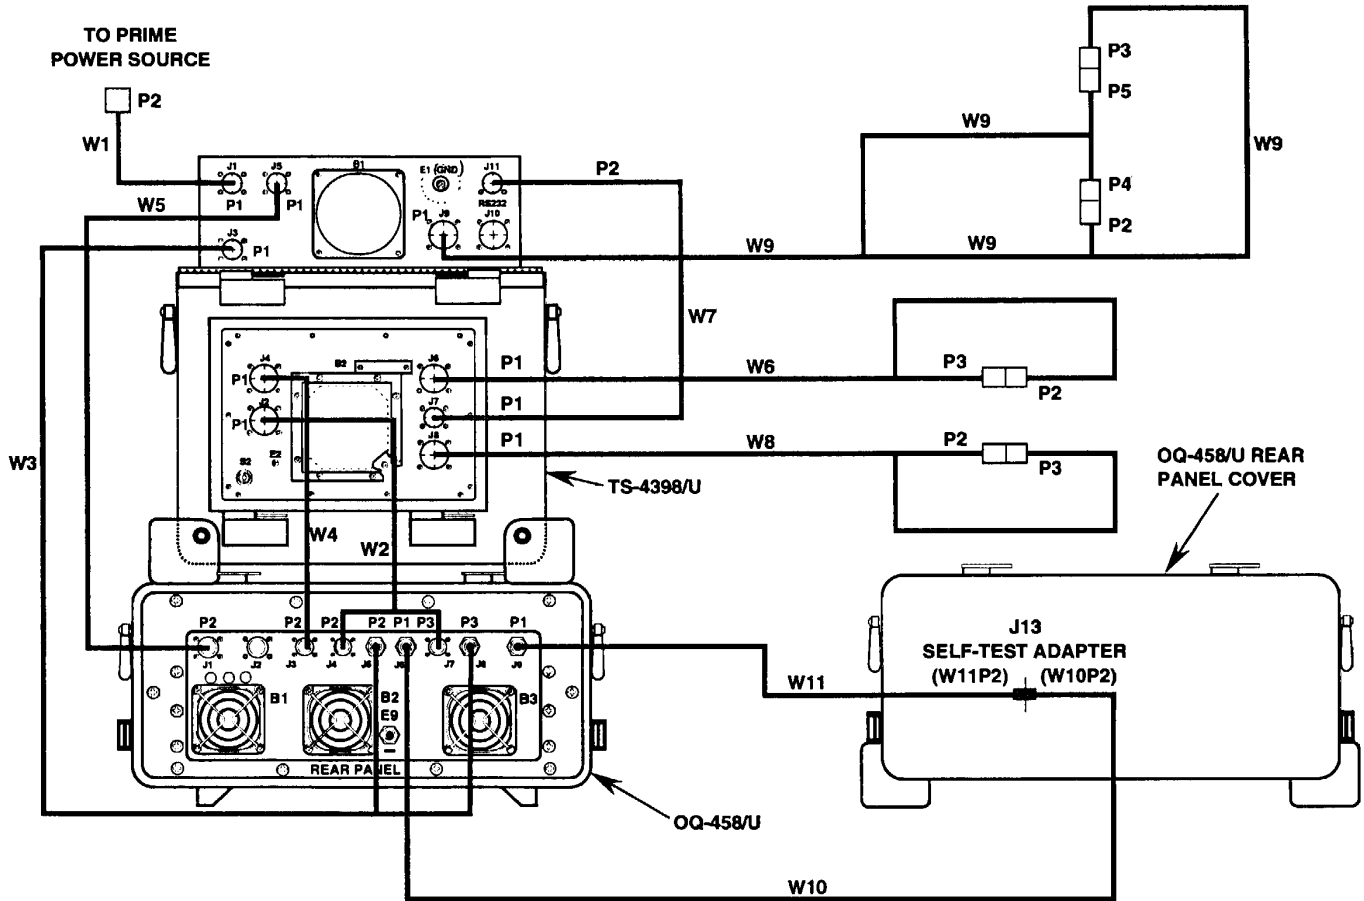 TO PRIME
POWER SOURCE
P2
W1
P3
P5
W9
W9
P4
P2
W9
W9
J1
J5
B1
E1 (GND)
J11
P2
P1
P1
W5
RS232
P1
J9
J10
J3
P1
W7
J4
B2
J6
P1
P1
W6
P3
P2
J7
P1
P1
J8
P1
W8
P2
P3
W3
E2
TS-4398/U
OQ-458/U REAR
PANEL COVER
W4
W2
P2
P2
P2
P2
P1
P3
P3
P1
J1
J2
J3
J4
J5
J6
J7
J8
J9
J13
SELF-TEST ADAPTER
(W11P2)
(W10P2)
W11
B1
B2
E9
B3
REAR PANEL
OQ-458/U
W10